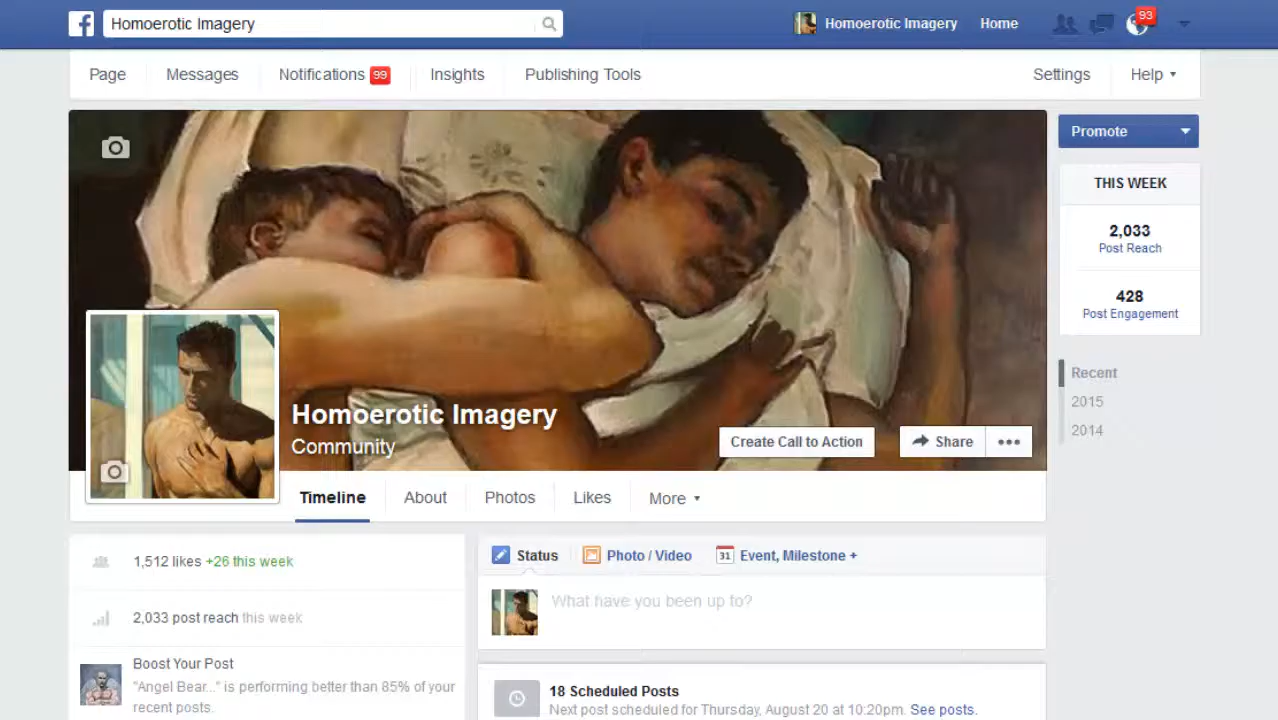 Homoerotic Imagery
Homoerotic Imagery Home 93
Page Messages Notifications 99 Insights Publishing Tools Settings Help
Promote
THIS WEEK
2,033
Post Reach
428
Post Engagement
Recent
2015
2014
Homoerotic Imagery
Community
Create Call to Action Share
Timeline About Photos Likes More
1,512 likes +26 this week
2,033 post reach this week
Boost Your Post
"Angel Bear..." is performing better than 85% of your
recent posts.
Status Photo / Video 31 Event, Milestone +
What have you been up to?
18 Scheduled Posts
Next post scheduled for Thursday, August 20 at 10:20pm. See posts.